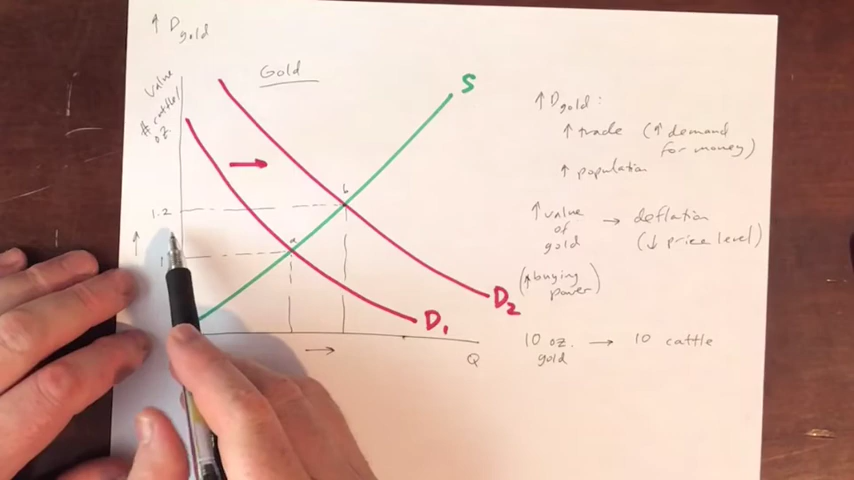 ↑ D gold
Gold
value
# cattle/
oz.
S
1.2
↑
1
a
b
D1
D2
→
Q
↑ Dgold:
↑ trade (↑ demand
for money)
↑ population
↑ value
of
gold
→ deflation
(↓ price level)
(↑ buying
power)
10 oz.
gold
→ 10 cattle